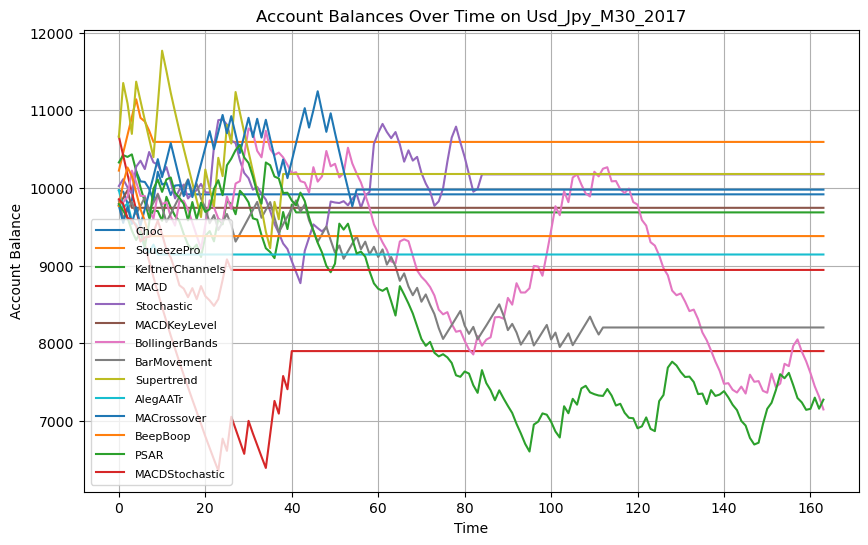 Account Balances Over Time on Usd_Jpy_M30_2017
12000
11000
10000
9000
8000
7000
Account Balance
Choc
SqueezePro
KeltnerChannels
MACD
Stochastic
MACDKeyLevel
BollingerBands
BarMovement
Supertrend
AlegAATr
MACrossover
BeepBoop
PSAR
MACDStochastic
0 20 40 60 80 100 120 140 160
Time